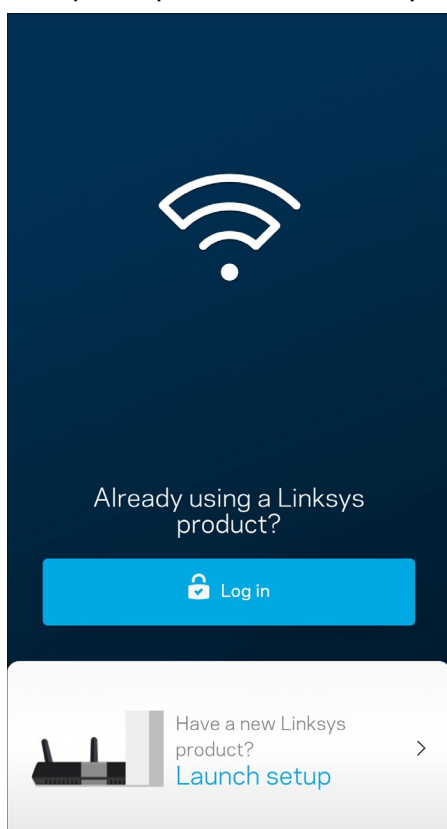 Already using a Linksys
product?
Log in
Have a new Linksys
product?
Launch setup